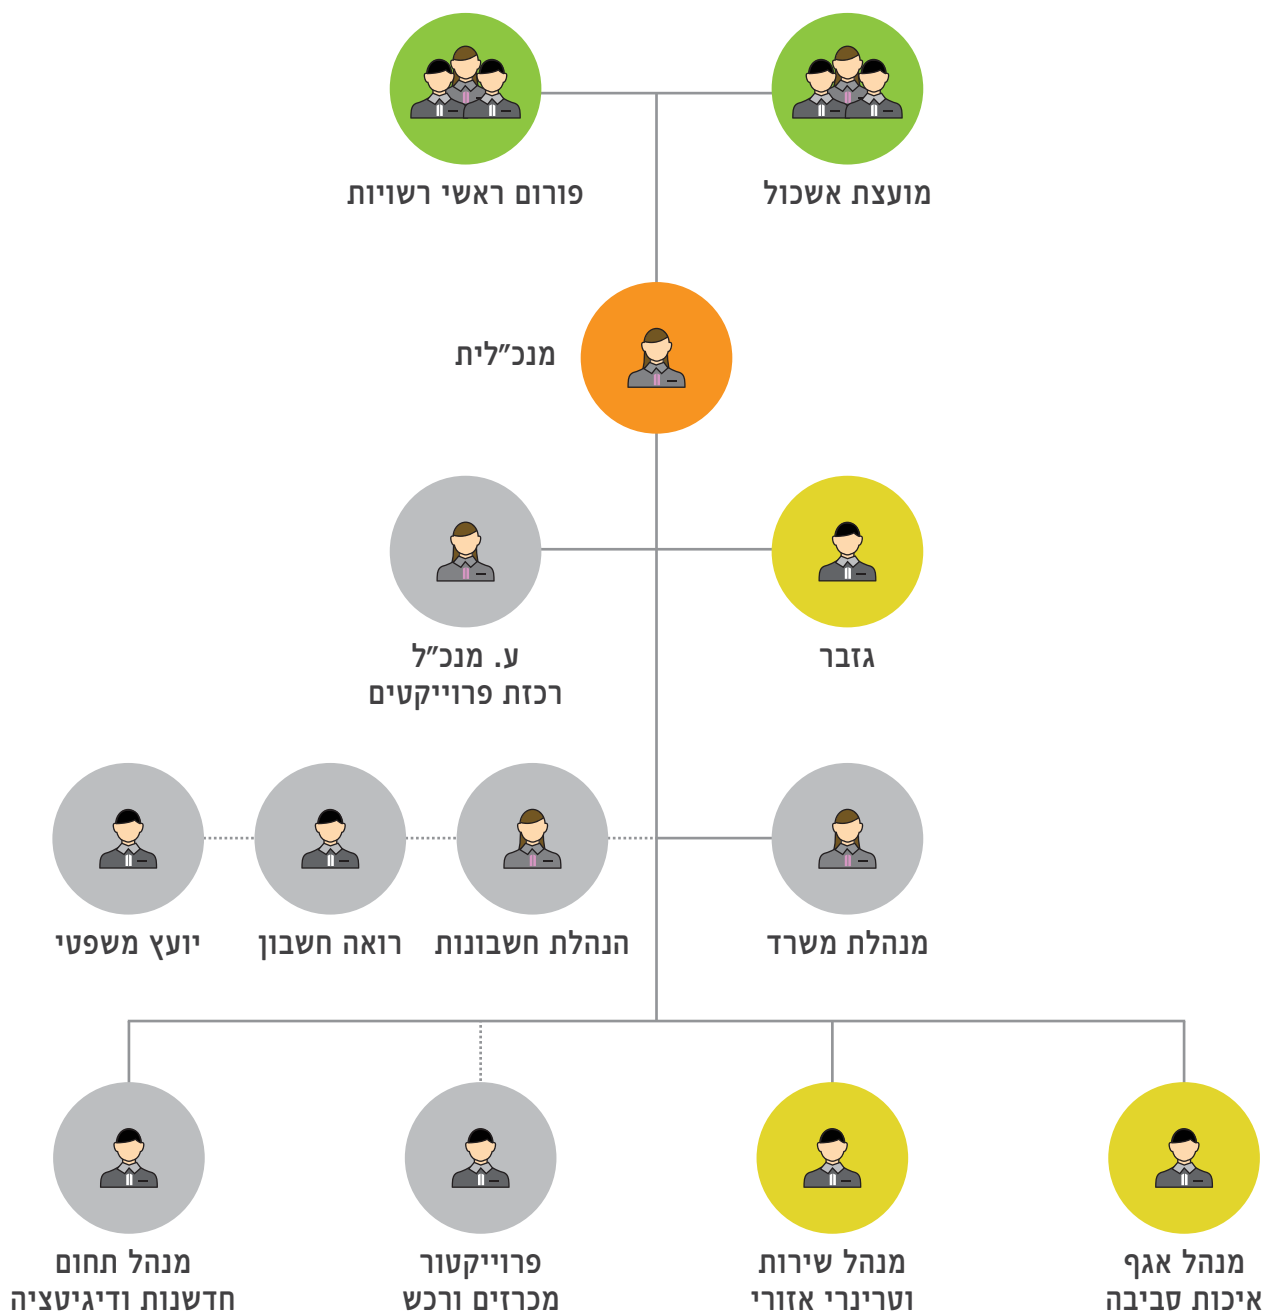 מועצת אשכול
פורום ראשי רשויות
מנכ"לית
גזבר
ע. מנכ"ל
רכזת פרוייקטים
מנהלת משרד
הנהלת חשבונות
רואה חשבון
יועץ משפטי
מנהל אגף
איכות סביבה
מנהל שירות
וטרינרי אזורי
פרוייקטור
מכרזים ורכש
מנהל תחום
חדשנות ודיגיטציה